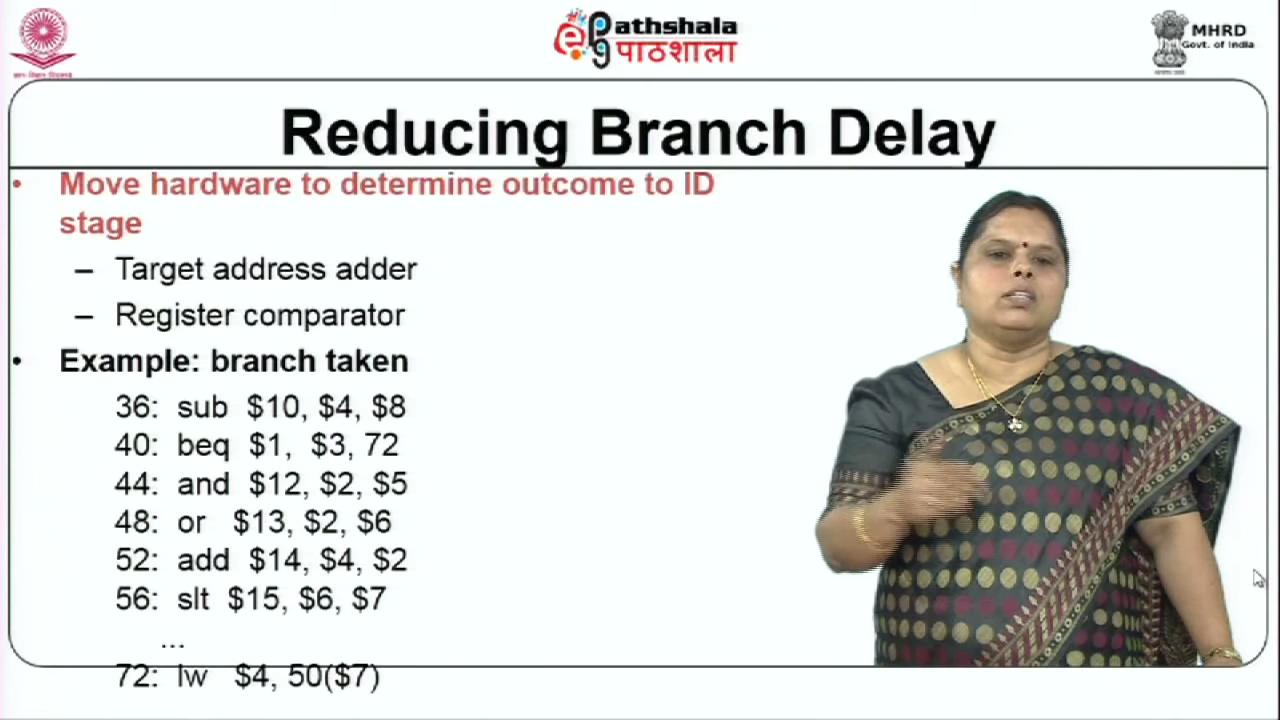 ePathshala
पाठशाला
MHRD
Govt. of India
Reducing Branch Delay
• Move hardware to determine outcome to ID
stage
– Target address adder
– Register comparator
• Example: branch taken
36: sub $10, $4, $8
40: beq $1, $3, 72
44: and $12, $2, $5
48: or $13, $2, $6
52: add $14, $4, $2
56: slt $15, $6, $7
...
72: lw $4, 50($7)